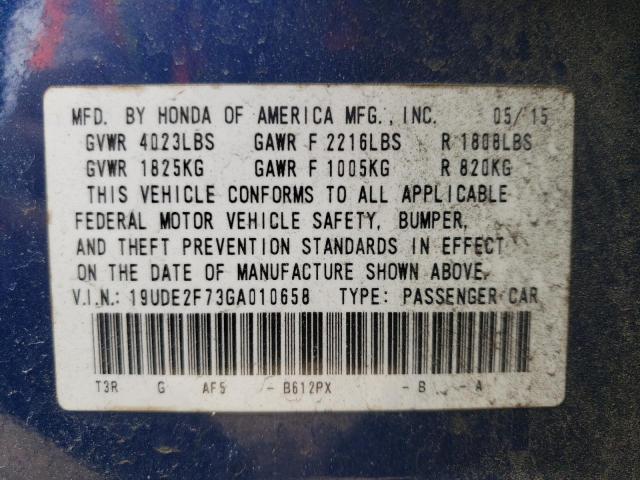 MFD. BY HONDA OF AMERICA MFG., INC. 05/15
GVWR 4023LBS GAWR F 2216LBS R 1808LBS
GVWR 1825KG GAWR F 1005KG R 820KG
THIS VEHICLE CONFORMS TO ALL APPLICABLE
FEDERAL MOTOR VEHICLE SAFETY, BUMPER,
AND THEFT PREVENTION STANDARDS IN EFFECT
ON THE DATE OF MANUFACTURE SHOWN ABOVE.
V.I.N.: 19UDE2F73GA010658 TYPE: PASSENGER CAR
T3R G AF5 - B612PX - B - A